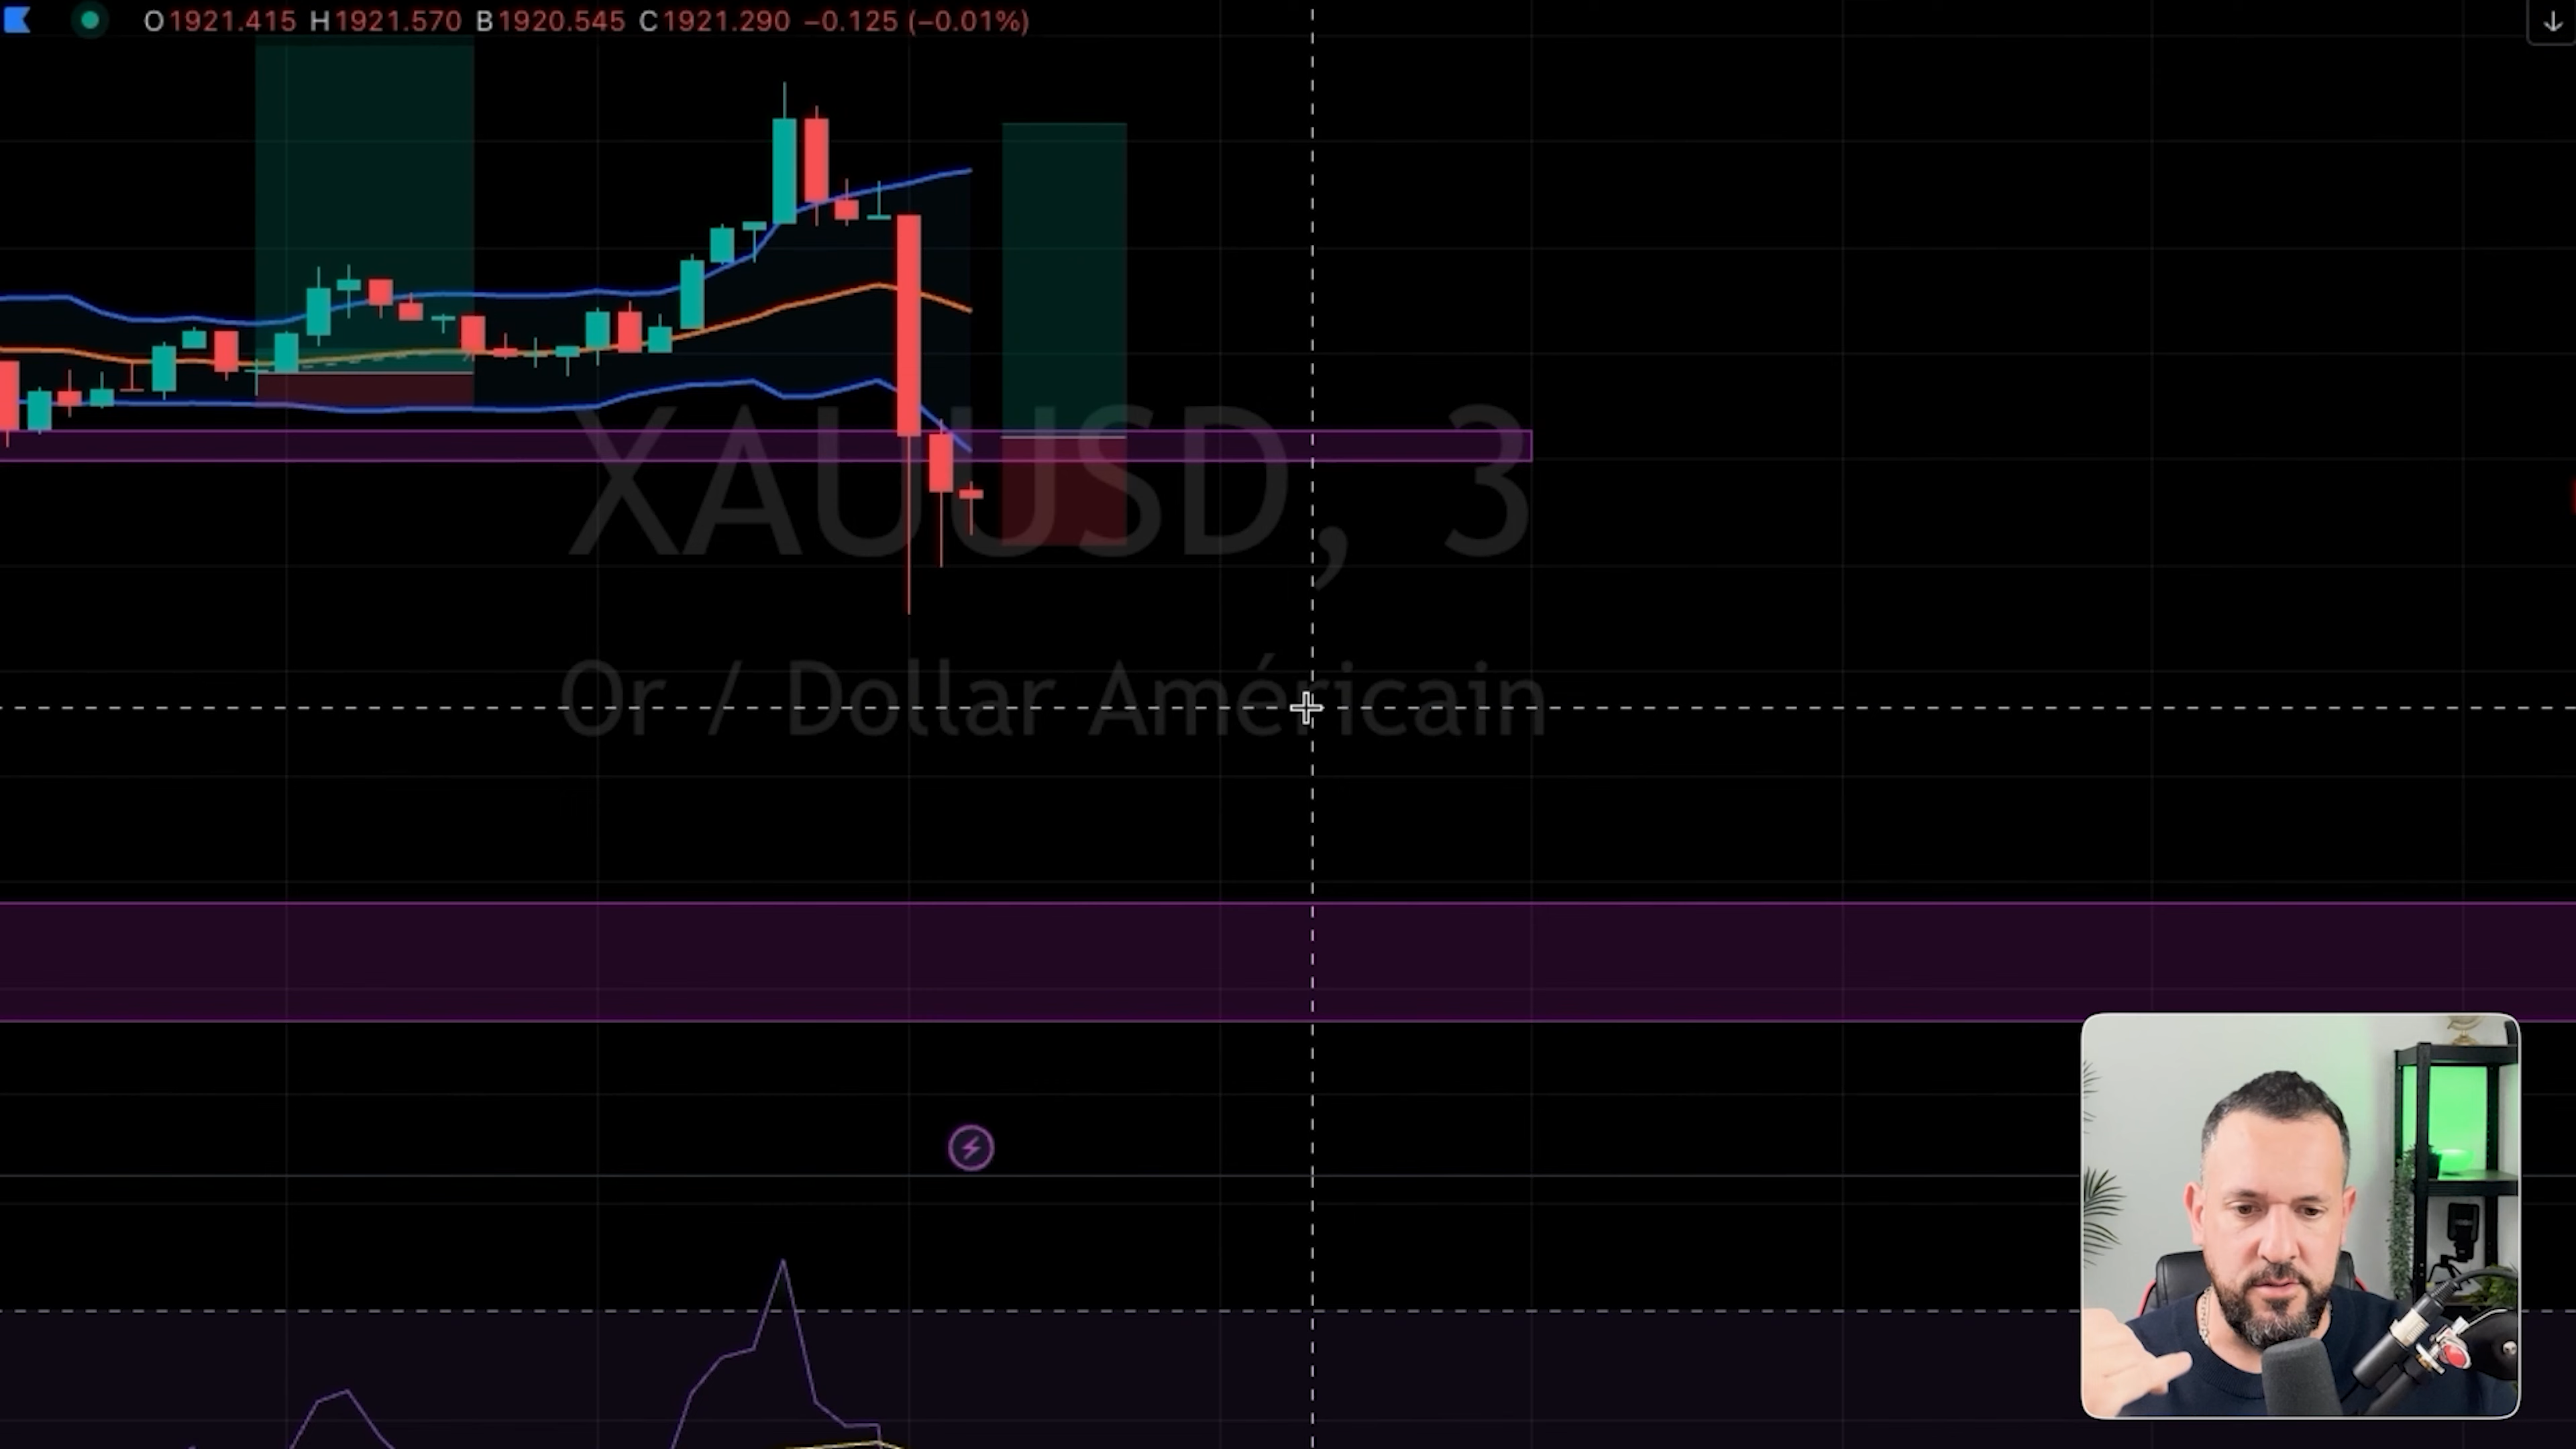 O1921.415 H1921.570 B1920.545 C1921.290 −0.125 (−0.01%)
XAUUSD, 3
Or / Dollar Américain